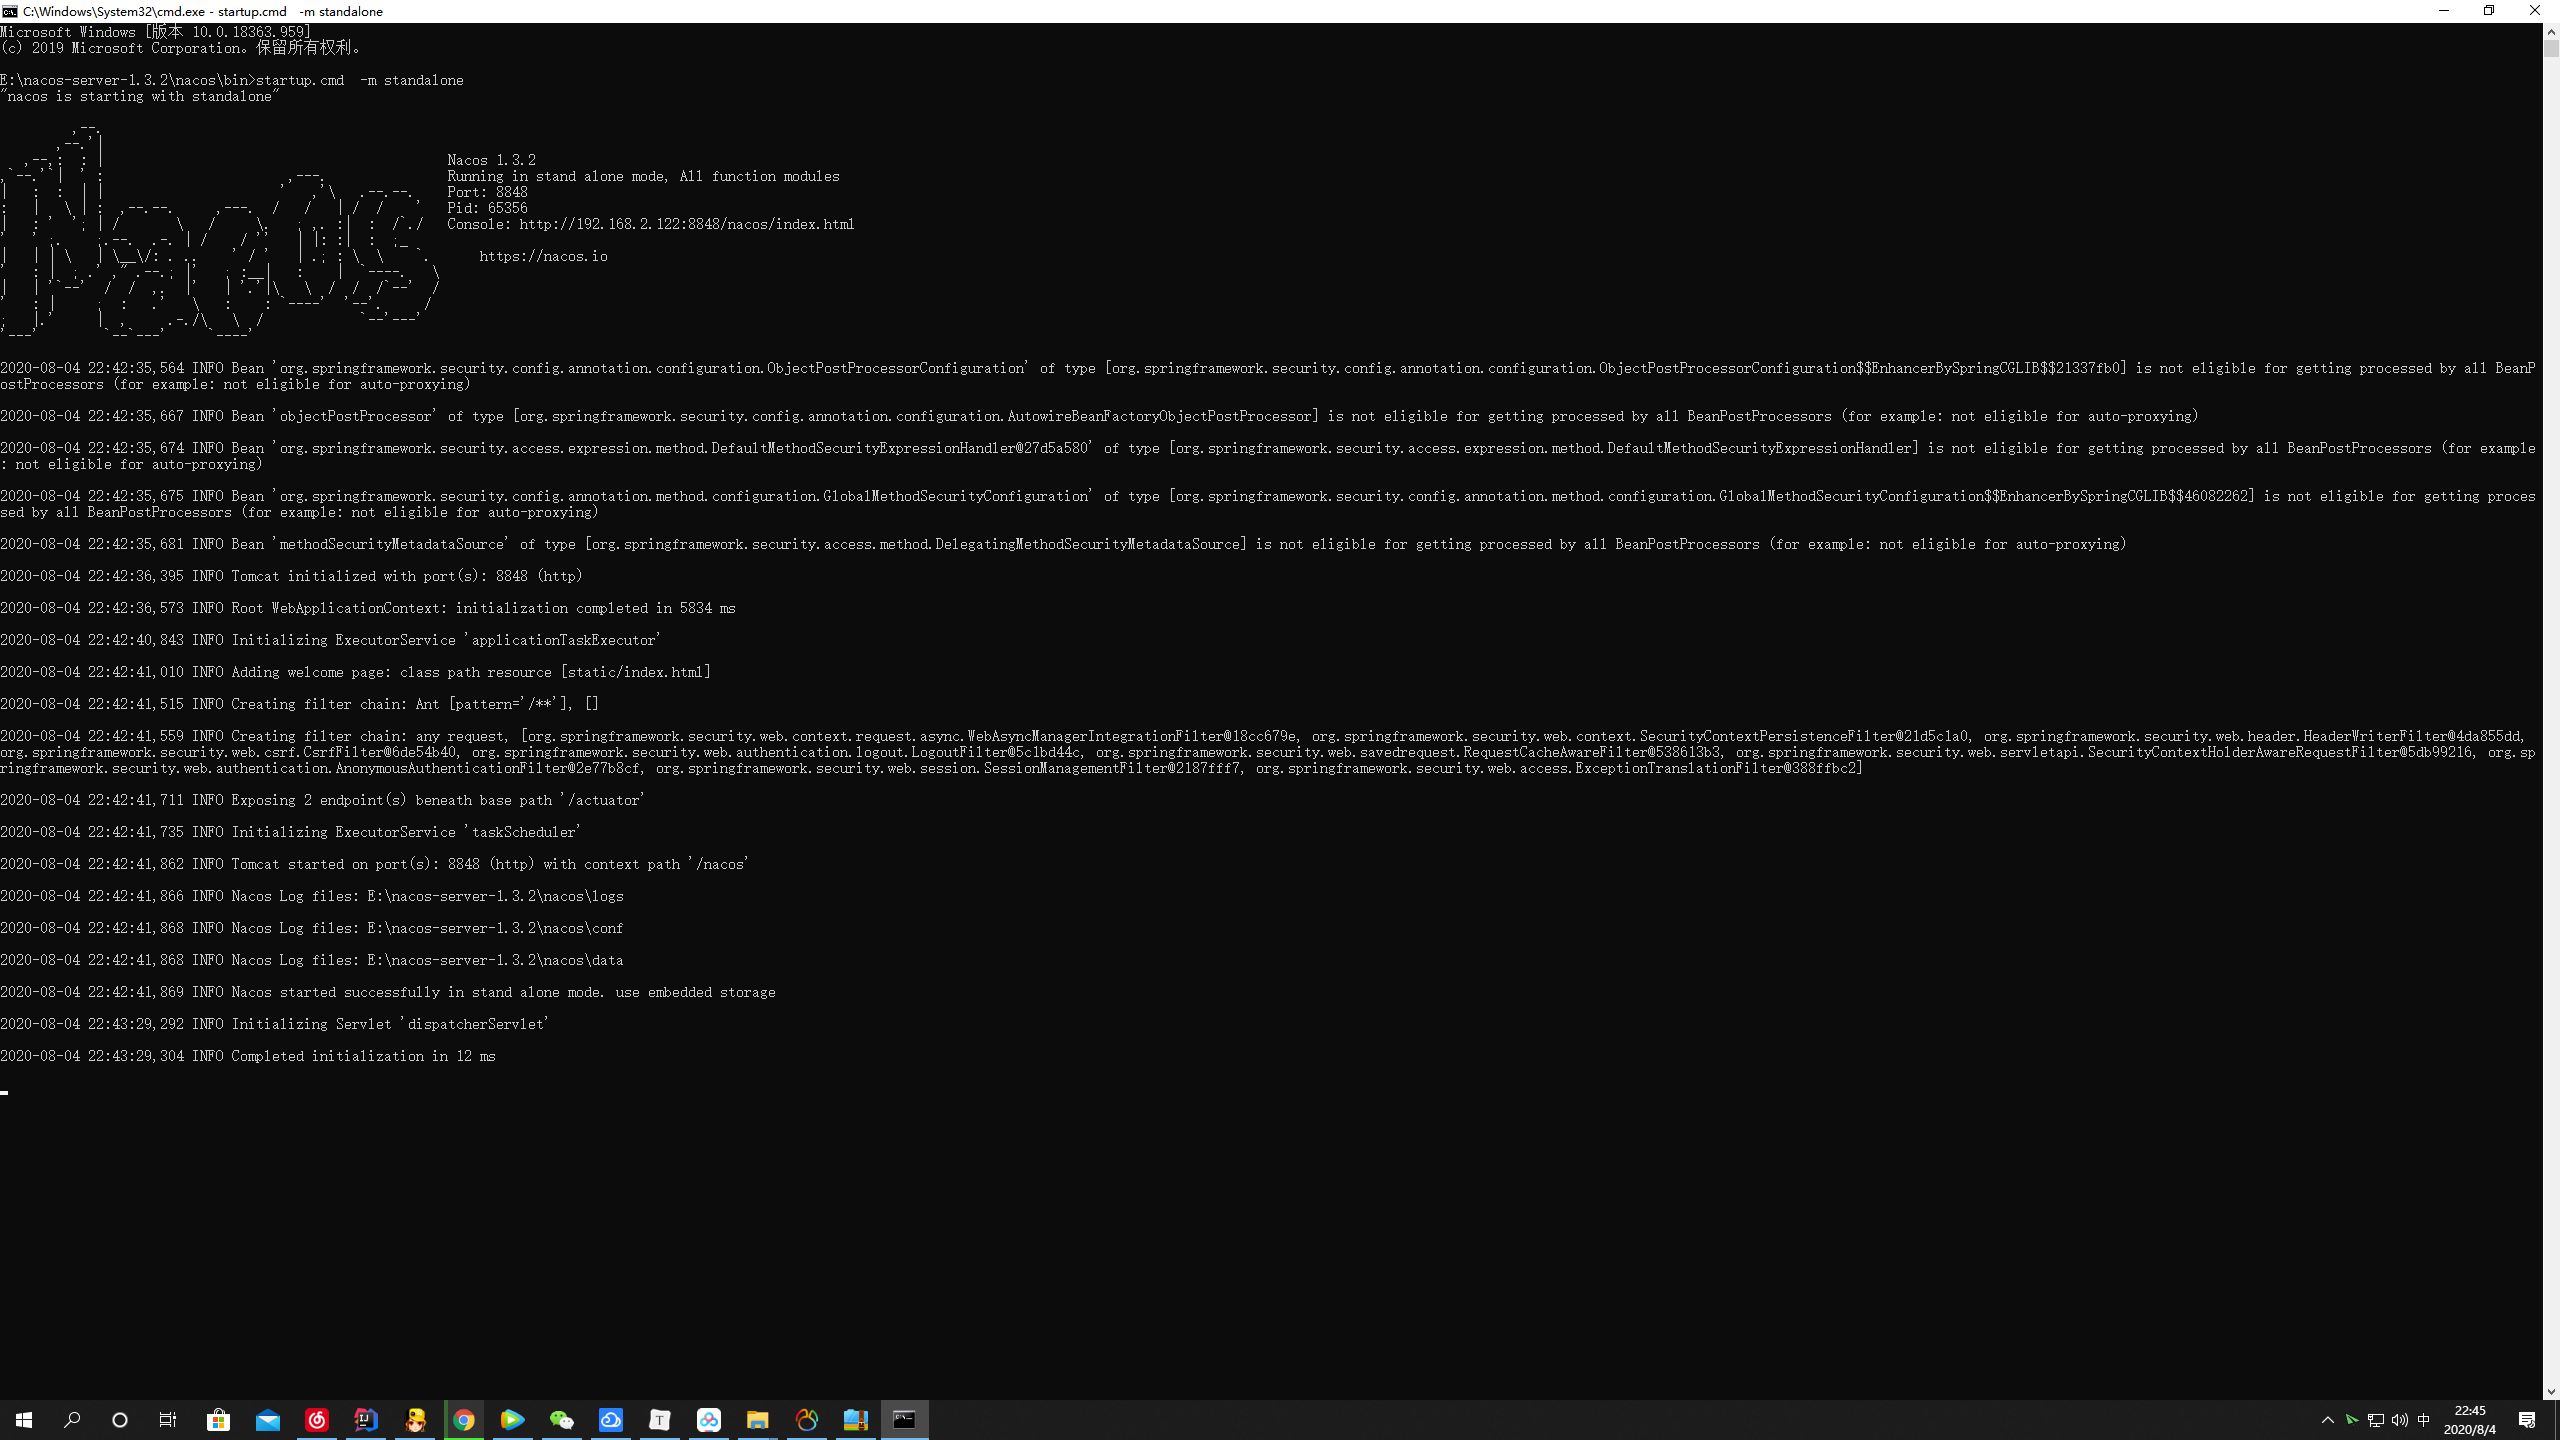 C:\Windows\System32\cmd.exe - startup.cmd  -m standalone
Microsoft Windows [版本 10.0.18363.959]
(c) 2019 Microsoft Corporation。保留所有权利。
E:\nacos-server-1.3.2\nacos\bin>startup.cmd  -m standalone
"nacos is starting with standalone"
Nacos 1.3.2
Running in stand alone mode, All function modules
Port: 8848
Pid: 65356
Console: http://192.168.2.122:8848/nacos/index.html
https://nacos.io
2020-08-04 22:42:35,564 INFO Bean 'org.springframework.security.config.annotation.configuration.ObjectPostProcessorConfiguration' of type [org.springframework.security.config.annotation.configuration.ObjectPostProcessorConfiguration$$EnhancerBySpringCGLIB$$21337fb0] is not eligible for getting processed by all BeanP
ostProcessors (for example: not eligible for auto-proxying)
2020-08-04 22:42:35,667 INFO Bean 'objectPostProcessor' of type [org.springframework.security.config.annotation.configuration.AutowireBeanFactoryObjectPostProcessor] is not eligible for getting processed by all BeanPostProcessors (for example: not eligible for auto-proxying)
2020-08-04 22:42:35,674 INFO Bean 'org.springframework.security.access.expression.method.DefaultMethodSecurityExpressionHandler@27d5a580' of type [org.springframework.security.access.expression.method.DefaultMethodSecurityExpressionHandler] is not eligible for getting processed by all BeanPostProcessors (for example
: not eligible for auto-proxying)
2020-08-04 22:42:35,675 INFO Bean 'org.springframework.security.config.annotation.method.configuration.GlobalMethodSecurityConfiguration' of type [org.springframework.security.config.annotation.method.configuration.GlobalMethodSecurityConfiguration$$EnhancerBySpringCGLIB$$46082262] is not eligible for getting proces
sed by all BeanPostProcessors (for example: not eligible for auto-proxying)
2020-08-04 22:42:35,681 INFO Bean 'methodSecurityMetadataSource' of type [org.springframework.security.access.method.DelegatingMethodSecurityMetadataSource] is not eligible for getting processed by all BeanPostProcessors (for example: not eligible for auto-proxying)
2020-08-04 22:42:36,395 INFO Tomcat initialized with port(s): 8848 (http)
2020-08-04 22:42:36,573 INFO Root WebApplicationContext: initialization completed in 5834 ms
2020-08-04 22:42:40,843 INFO Initializing ExecutorService 'applicationTaskExecutor'
2020-08-04 22:42:41,010 INFO Adding welcome page: class path resource [static/index.html]
2020-08-04 22:42:41,515 INFO Creating filter chain: Ant [pattern='/**'], []
2020-08-04 22:42:41,559 INFO Creating filter chain: any request, [org.springframework.security.web.context.request.async.WebAsyncManagerIntegrationFilter@18cc679e, org.springframework.security.web.context.SecurityContextPersistenceFilter@21d5c1a0, org.springframework.security.web.header.HeaderWriterFilter@4da855dd,
org.springframework.security.web.csrf.CsrfFilter@6de54b40, org.springframework.security.web.authentication.logout.LogoutFilter@5c1bd44c, org.springframework.security.web.savedrequest.RequestCacheAwareFilter@538613b3, org.springframework.security.web.servletapi.SecurityContextHolderAwareRequestFilter@5db99216, org.sp
ringframework.security.web.authentication.AnonymousAuthenticationFilter@2e77b8cf, org.springframework.security.web.session.SessionManagementFilter@2187fff7, org.springframework.security.web.access.ExceptionTranslationFilter@388ffbc2]
2020-08-04 22:42:41,711 INFO Exposing 2 endpoint(s) beneath base path '/actuator'
2020-08-04 22:42:41,735 INFO Initializing ExecutorService 'taskScheduler'
2020-08-04 22:42:41,862 INFO Tomcat started on port(s): 8848 (http) with context path '/nacos'
2020-08-04 22:42:41,866 INFO Nacos Log files: E:\nacos-server-1.3.2\nacos\logs
2020-08-04 22:42:41,868 INFO Nacos Log files: E:\nacos-server-1.3.2\nacos\conf
2020-08-04 22:42:41,868 INFO Nacos Log files: E:\nacos-server-1.3.2\nacos\data
2020-08-04 22:42:41,869 INFO Nacos started successfully in stand alone mode. use embedded storage
2020-08-04 22:43:29,292 INFO Initializing Servlet 'dispatcherServlet'
2020-08-04 22:43:29,304 INFO Completed initialization in 12 ms
中
22:45
2020/8/4